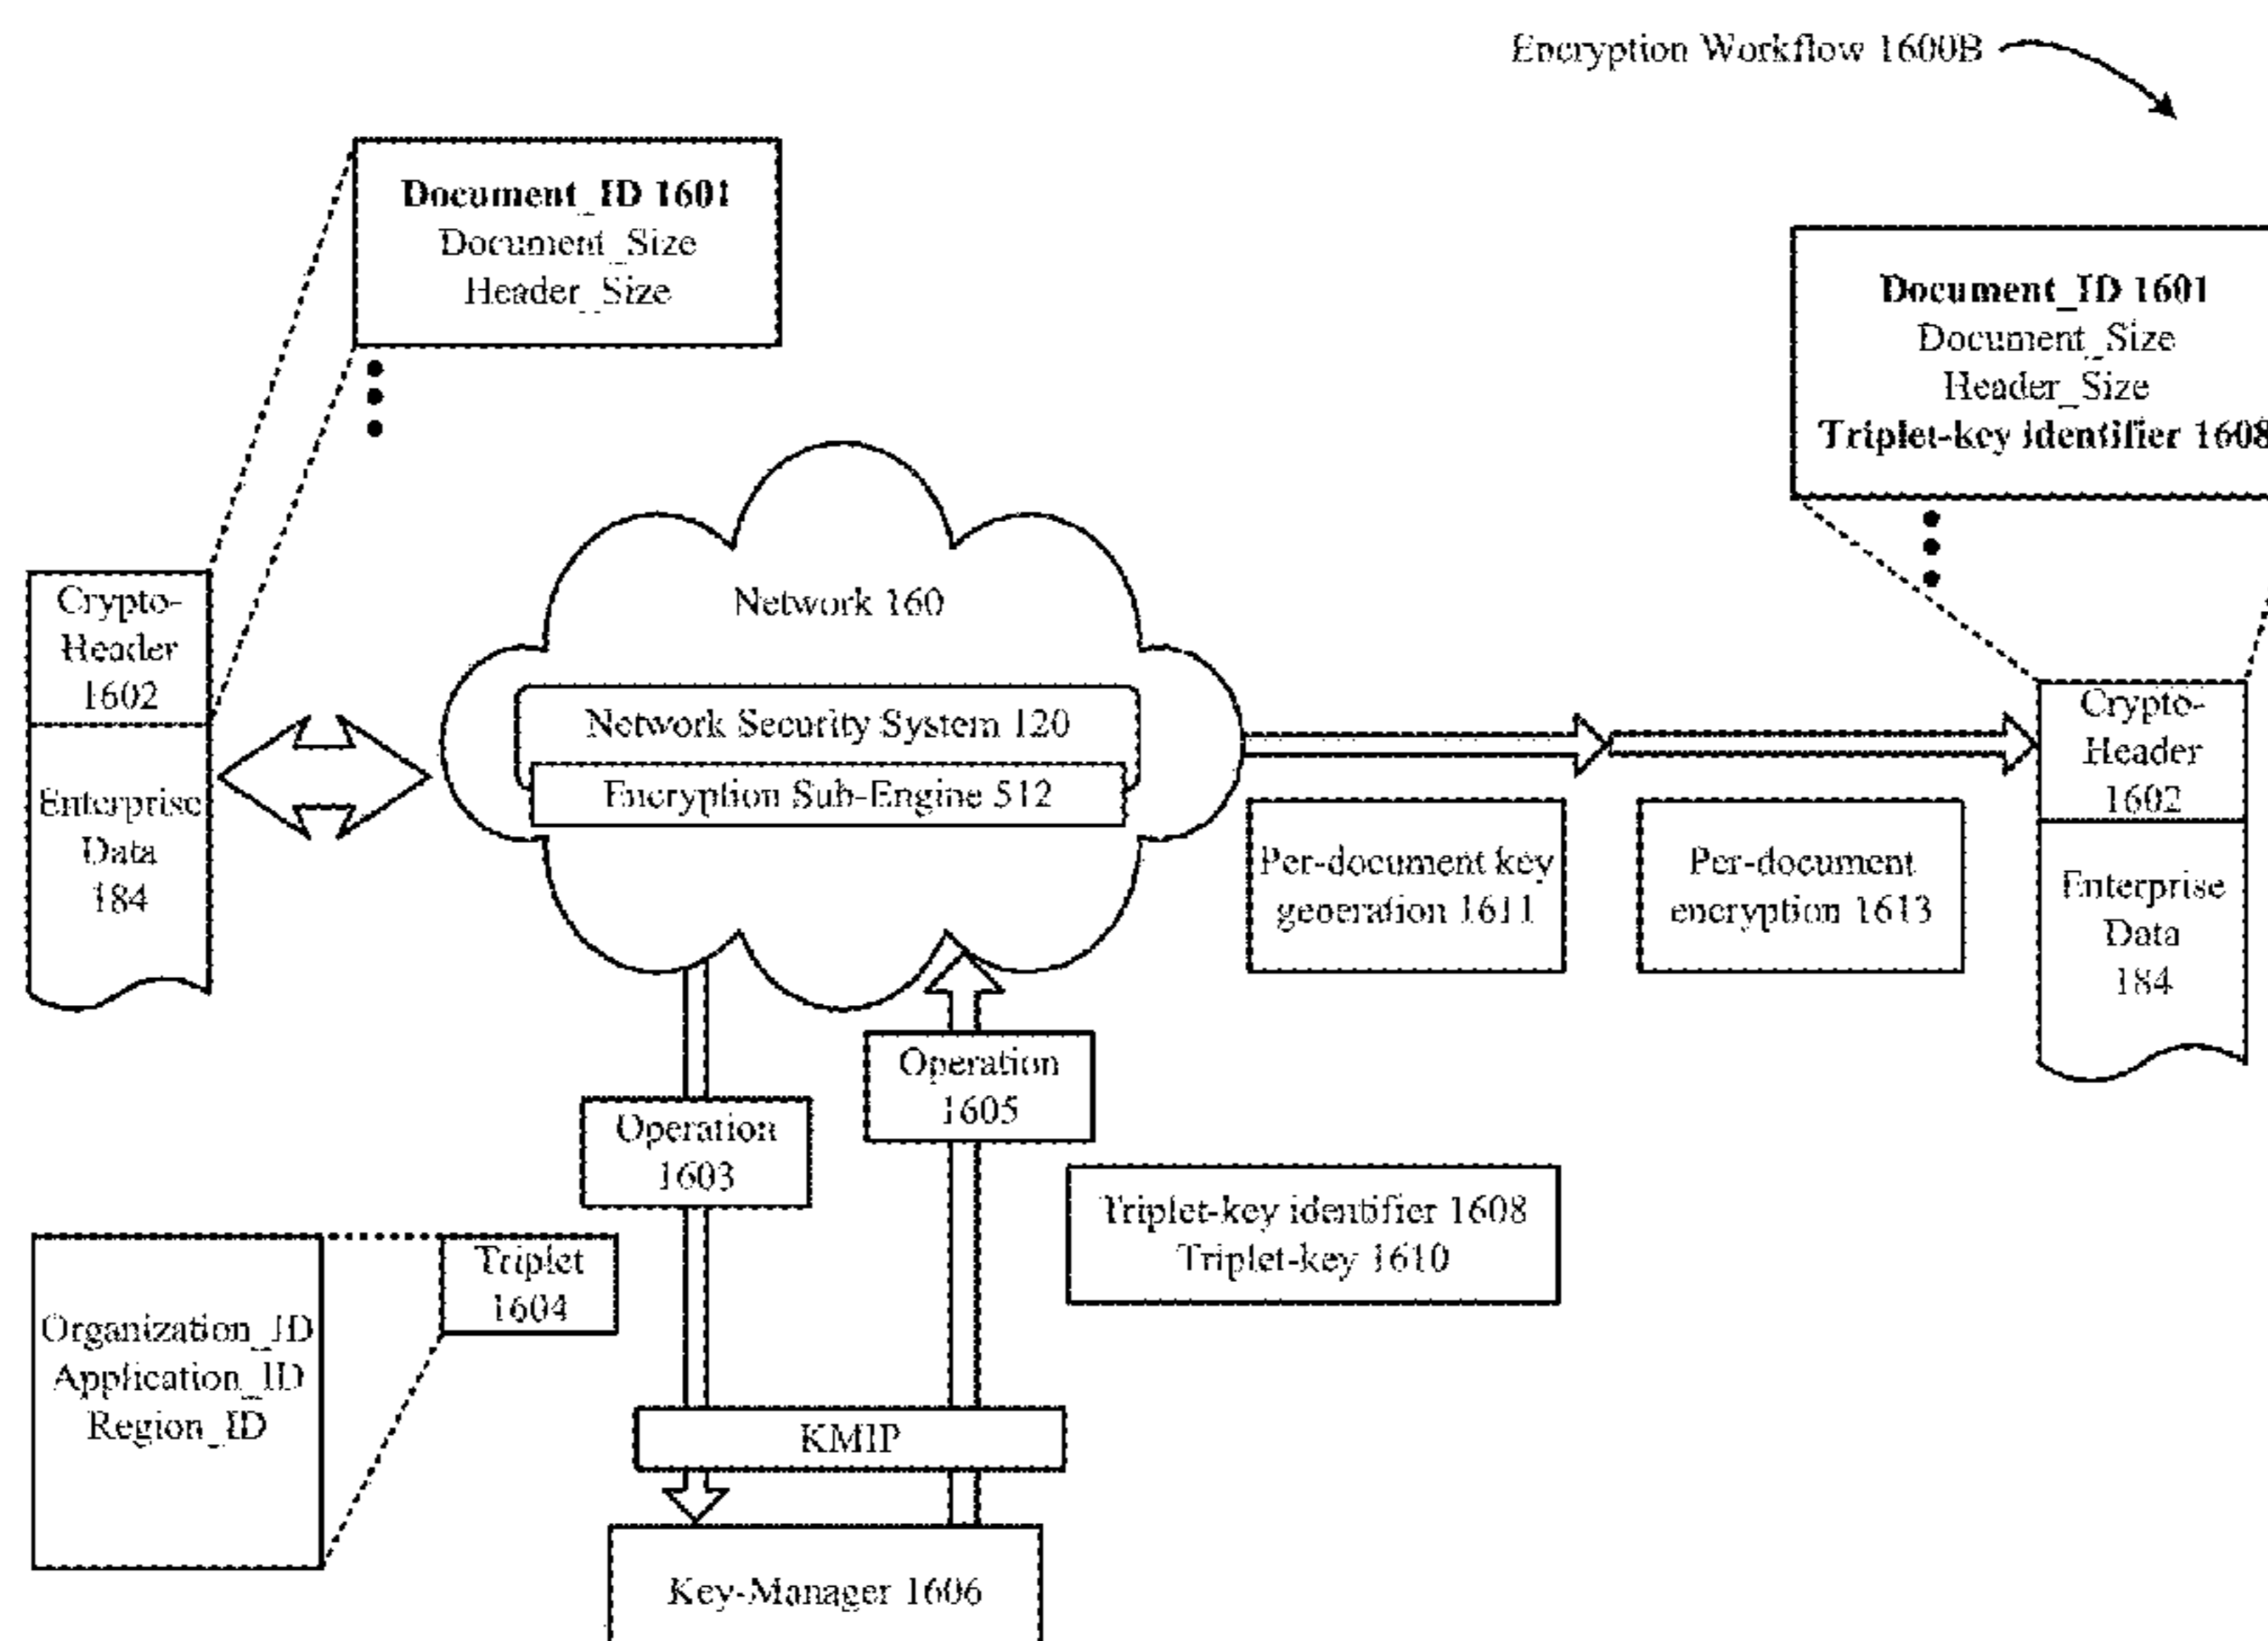 Encryption Workflow 1600B
Document_ID 1601
Document_Size
Header_Size
Document_ID 1601
Document_Size
Header_Size
Triplet-key identifier 1608
Crypto-
Header
1602
Enterprise
Data
184
Network 160
Network Security System 120
Encryption Sub-Engine 512
Per-document key
generation 1611
Per-document
encryption 1613
Crypto-
Header
1602
Enterprise
Data
184
Operation
1603
Operation
1605
Triplet-key identifier 1608
Triplet-key 1610
Triplet
1604
Organization_ID
Application_ID
Region_ID
KMIP
Key-Manager 1606